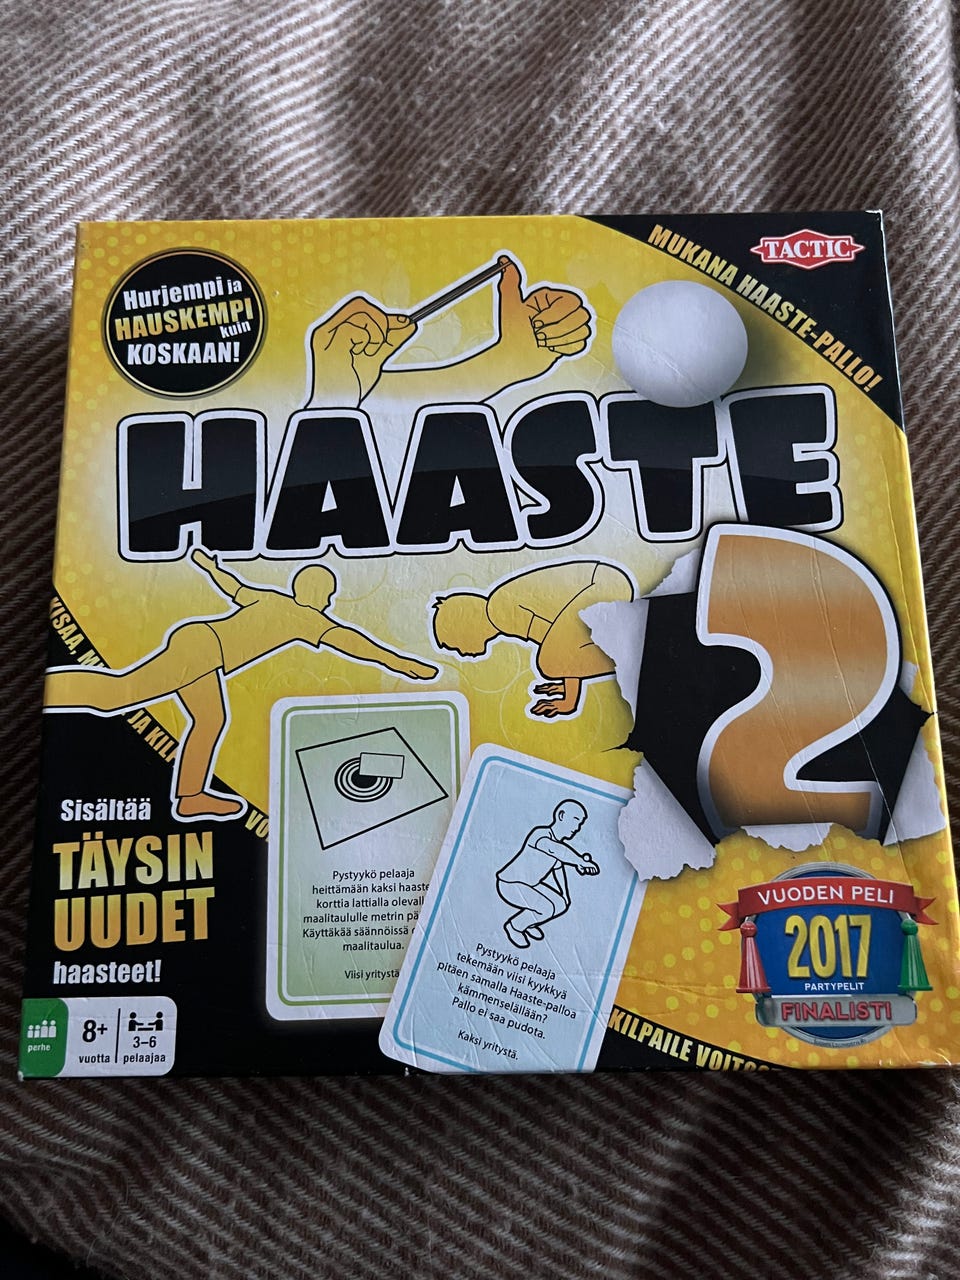 Hurjempi ja
HAUSKEMPI
kuin
KOSKAAN!
MUKANA HAASTE-PALLO!
TACTIC
HAASTE
2
KISAA,
JA
Sisältää
TÄYSIN
UUDET
haasteet!
Pystyykö pelaaja
heittämään kaksi haaste
korttia lattialla
maalitaululle metrin
Käyttäkää säännöissä
maalitaulua.
Viisi yritystä
Pystyykö pelaaja
tekemään viisi kyykkyä
pitäen samalla Haaste-palloa
kämmenselällään?
Pallo ei saa pudota.
Kaksi yritystä.
VUODEN PELI
2017
PARTYPELIT
FINALISTI
KILPAILE
perhe
8+
vuotta
3–6
pelaajaa